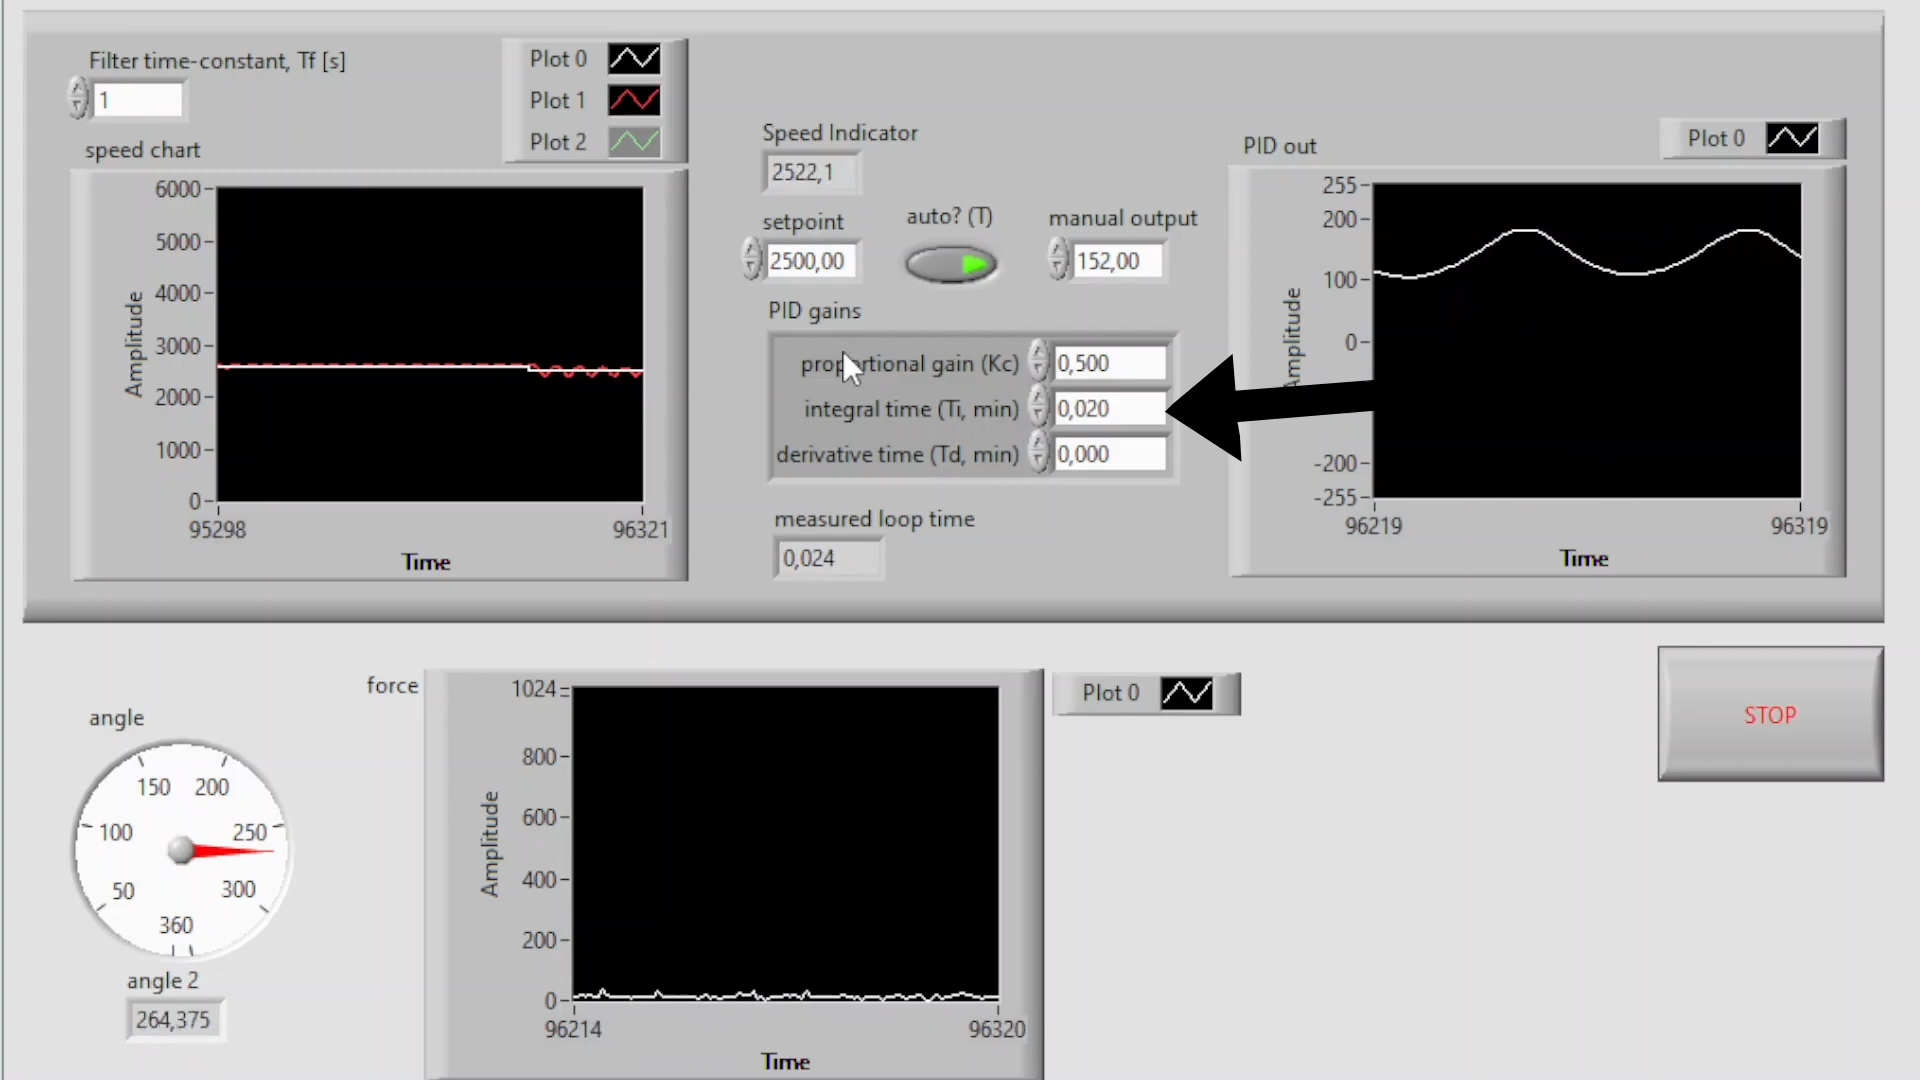 Filter time-constant, Tf [s]
1
Plot 0
Plot 1
Plot 2
speed chart
6000
5000
4000
3000
2000
1000
0
Amplitude
95298
96321
Time
Speed Indicator
2522,1
setpoint
2500,00
auto? (T)
manual output
152,00
PID gains
proportional gain (Kc)
0,500
integral time (Ti, min)
0,020
derivative time (Td, min)
0,000
measured loop time
0,024
PID out
Plot 0
255
200
100
0
-200
-255
Amplitude
96219
96319
Time
angle
150 200
100 250
50 300
360
angle 2
264,375
force
1024
800
600
400
200
0
Amplitude
96214
96320
Time
Plot 0
STOP